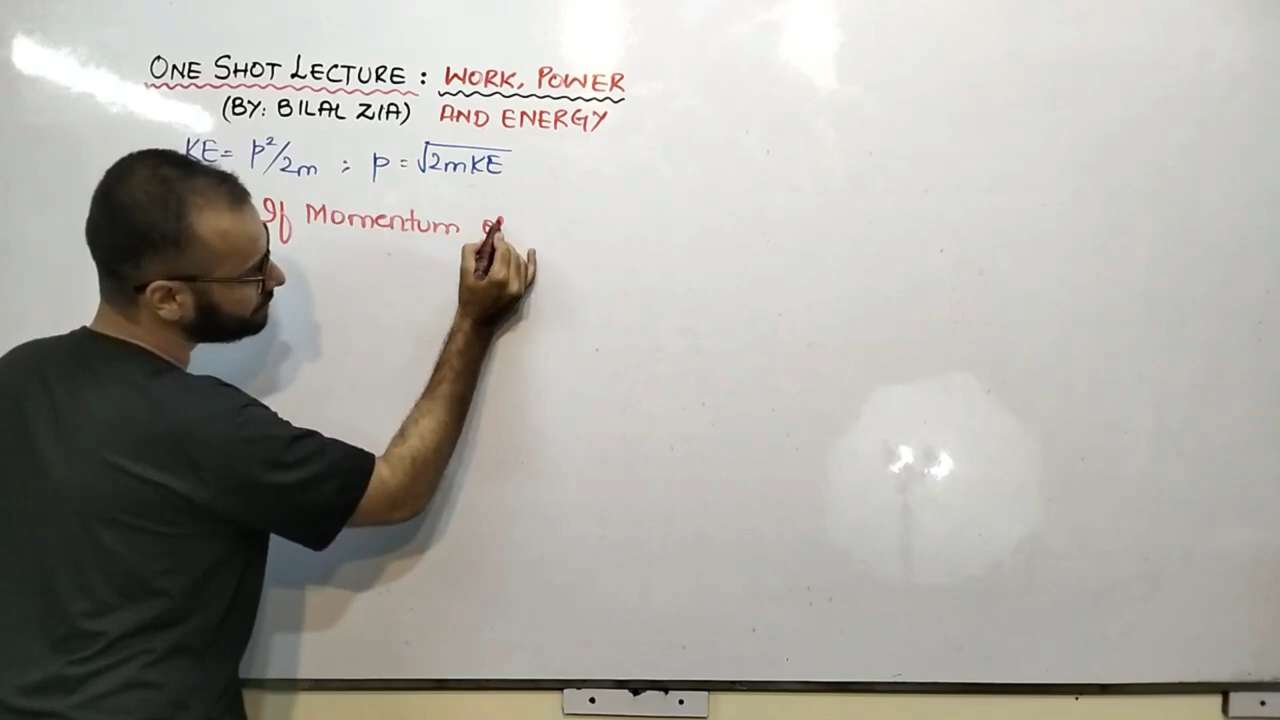 ONE SHOT LECTURE : WORK, POWER
(BY: BILAL ZIA) AND ENERGY
KE = P²/2m ; P = √2mKE
If Momentum